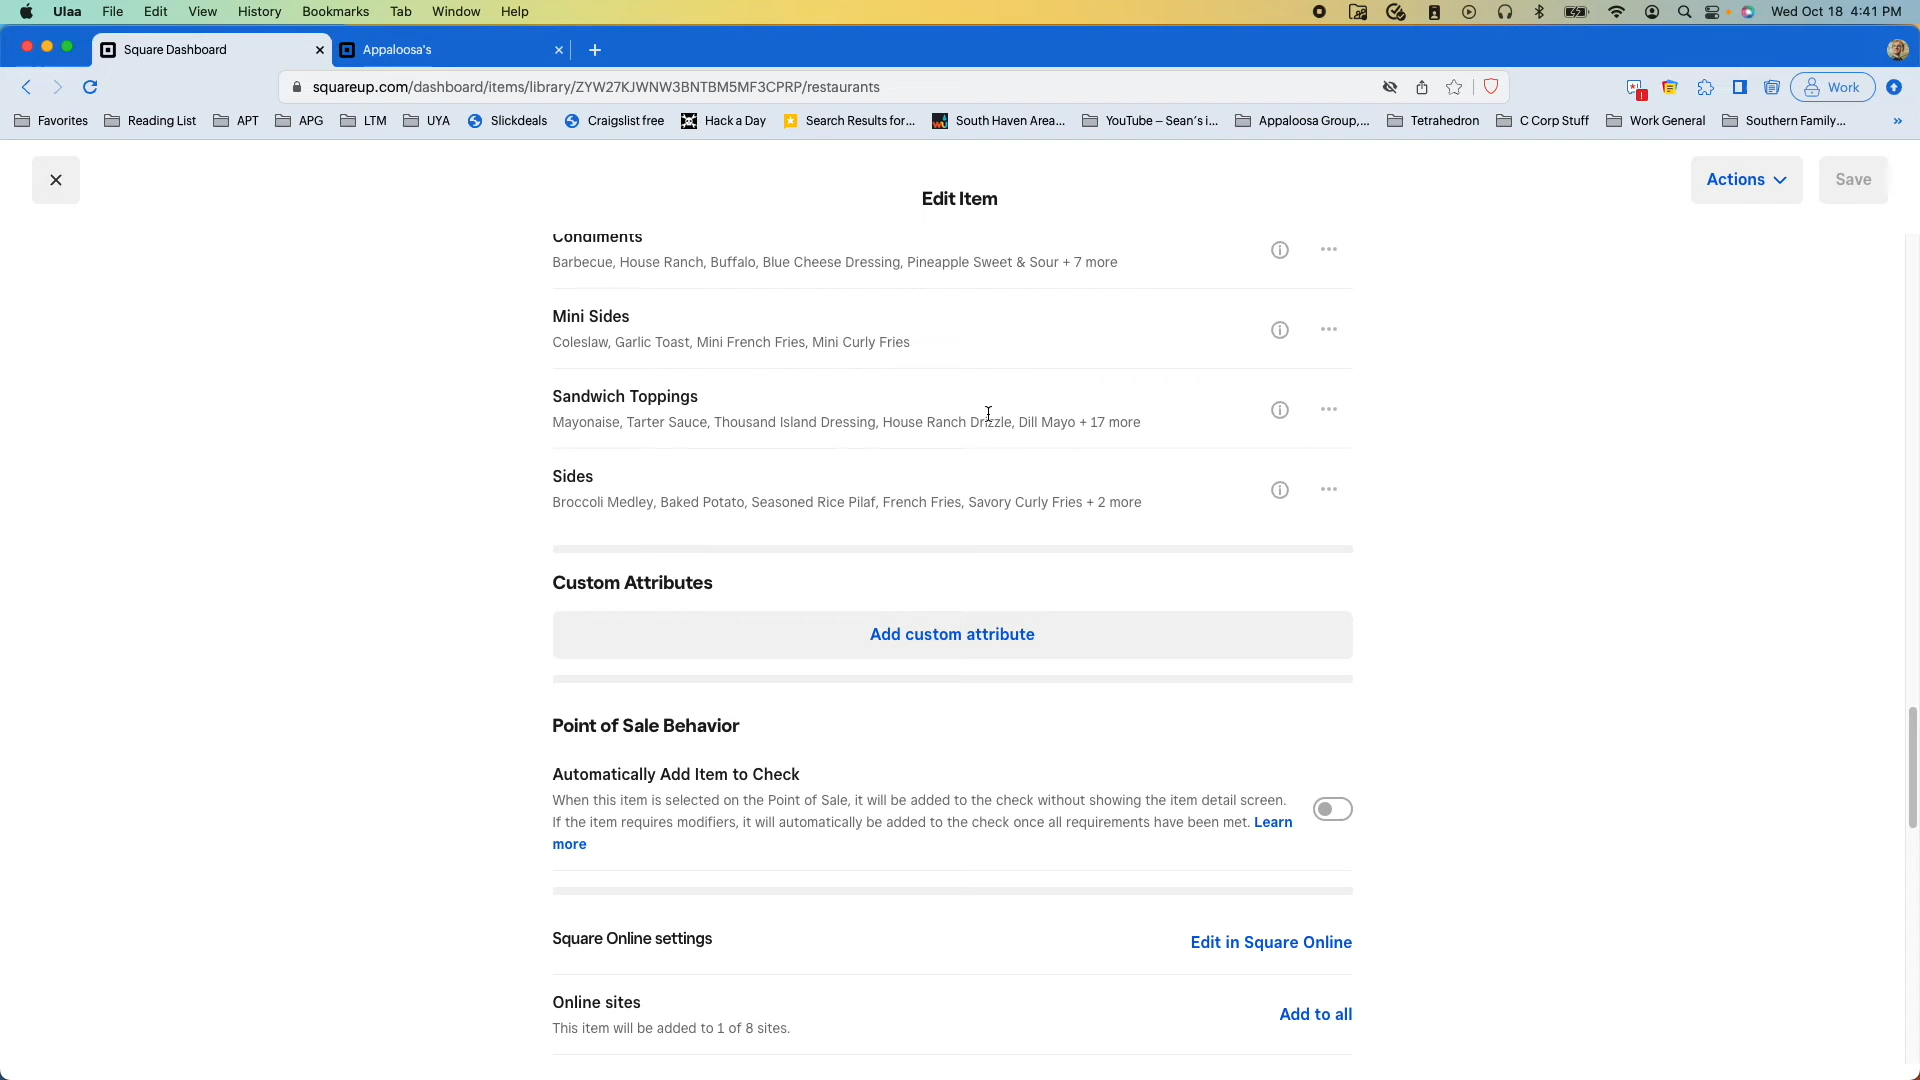 Ulaa File Edit View History Bookmarks Tab Window Help Wed Oct 18 4:41 PM
Square Dashboard Appaloosa's
squareup.com/dashboard/items/library/ZYW27KJWNW3BNTBM5MF3CPRP/restaurants Work
Favorites Reading List APT APG LTM UYA Slickdeals Craigslist free Hack a Day Search Results for... South Haven Area... YouTube – Sean's i... Appaloosa Group,... Tetrahedron C Corp Stuff Work General Southern Family... »
Actions Save
Edit Item
Condiments
Barbecue, House Ranch, Buffalo, Blue Cheese Dressing, Pineapple Sweet & Sour + 7 more
Mini Sides
Coleslaw, Garlic Toast, Mini French Fries, Mini Curly Fries
Sandwich Toppings
Mayonaise, Tarter Sauce, Thousand Island Dressing, House Ranch Drizzle, Dill Mayo + 17 more
Sides
Broccoli Medley, Baked Potato, Seasoned Rice Pilaf, French Fries, Savory Curly Fries + 2 more
Custom Attributes
Add custom attribute
Point of Sale Behavior
Automatically Add Item to Check
When this item is selected on the Point of Sale, it will be added to the check without showing the item detail screen.
If the item requires modifiers, it will automatically be added to the check once all requirements have been met. Learn
more
Square Online settings Edit in Square Online
Online sites
Add to all
This item will be added to 1 of 8 sites.